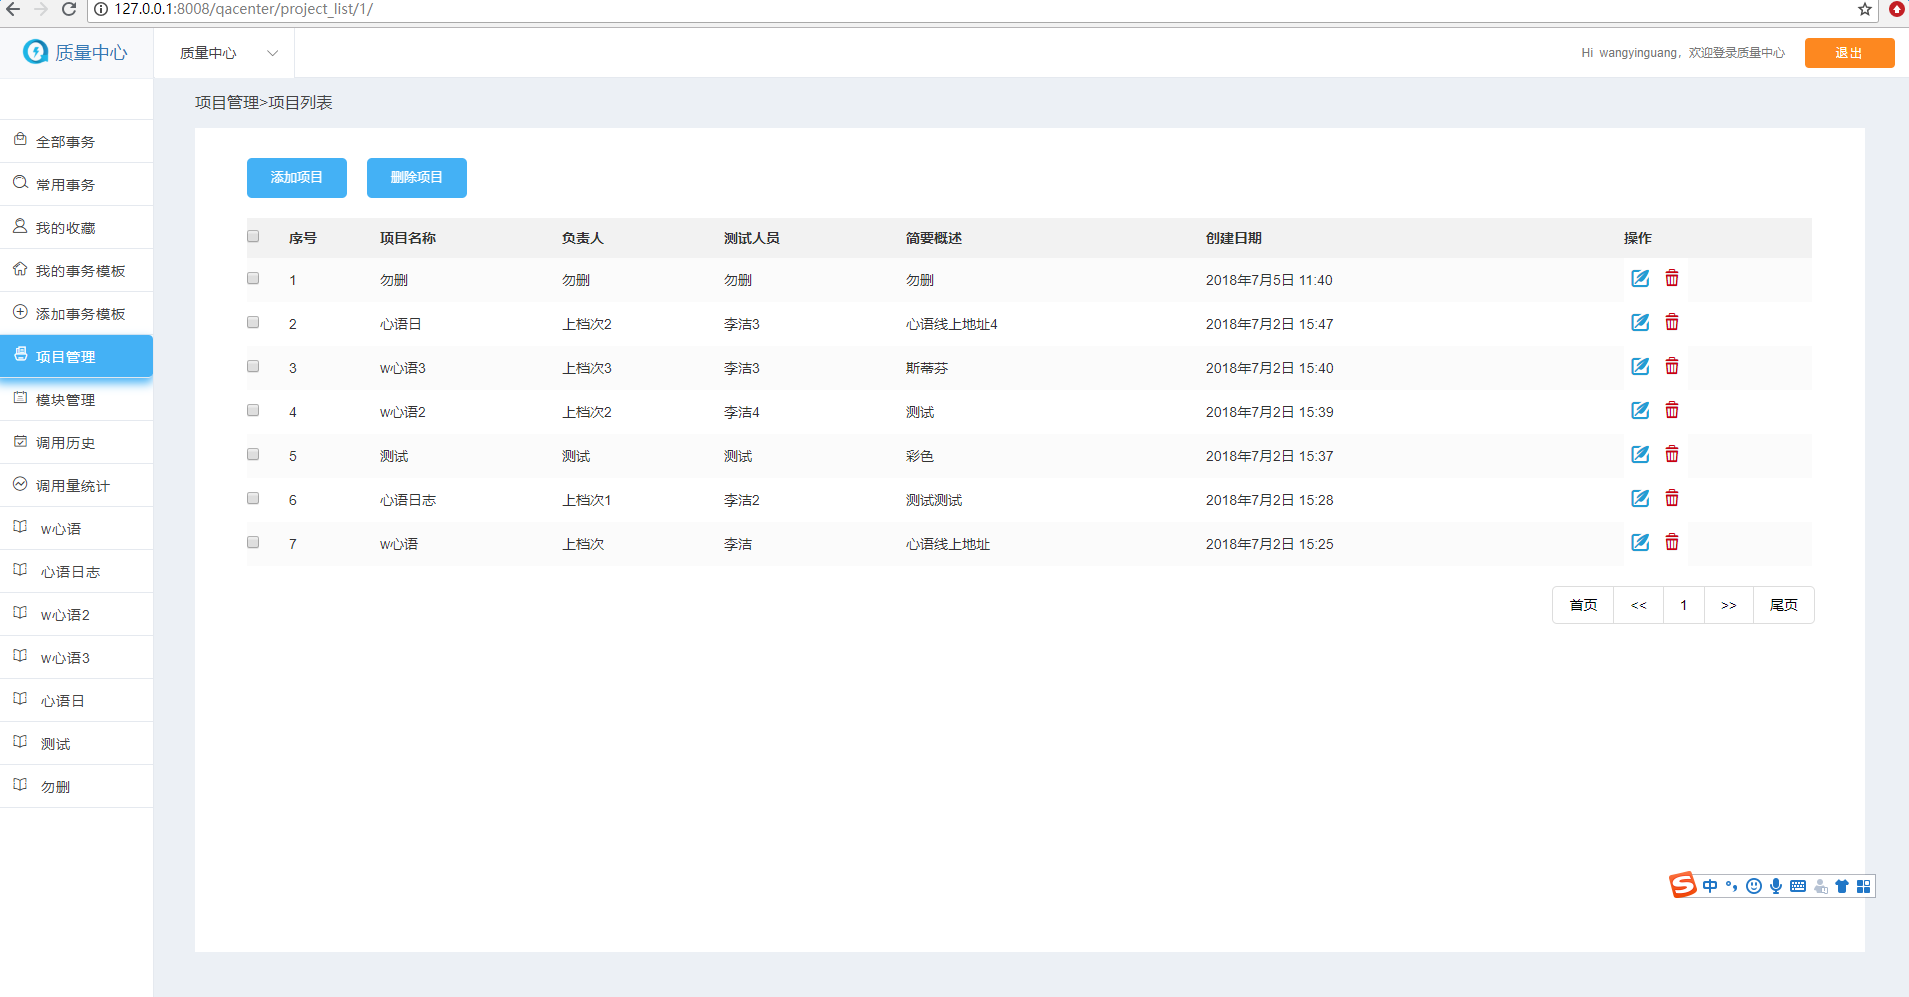 127.0.0.1:8008/qacenter/project_list/1/
质量中心
质量中心
Hi wangyinguang，欢迎登录质量中心
退出
项目管理>项目列表
全部事务
常用事务
我的收藏
我的事务模板
添加事务模板
项目管理
模块管理
调用历史
调用量统计
w心语
心语日志
w心语2
w心语3
心语日
测试
勿删
添加项目 删除项目
序号 项目名称 负责人 测试人员 简要概述 创建日期 操作
1 勿删 勿删 勿删 勿删 2018年7月5日 11:40
2 心语日 上档次2 李洁3 心语线上地址4 2018年7月2日 15:47
3 w心语3 上档次3 李洁3 斯蒂芬 2018年7月2日 15:40
4 w心语2 上档次2 李洁4 测试 2018年7月2日 15:39
5 测试 测试 测试 彩色 2018年7月2日 15:37
6 心语日志 上档次1 李洁2 测试测试 2018年7月2日 15:28
7 w心语 上档次 李洁 心语线上地址 2018年7月2日 15:25
首页 << 1 >> 尾页
S 中 °,